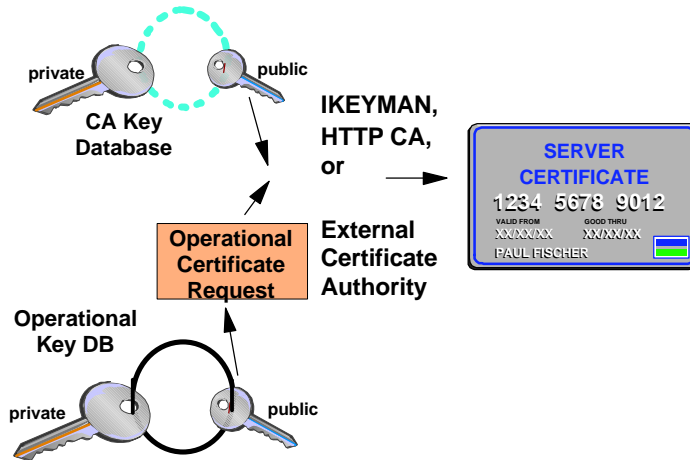 private
public
CA Key
Database
IKEYMAN,
HTTP CA,
or
External
Certificate
Authority
SERVER
CERTIFICATE
1234 5678 9012
VALID FROM GOOD THRU
XX/XX/XX XX/XX/XX
PAUL FISCHER
Operational
Certificate
Request
Operational
Key DB
private
public